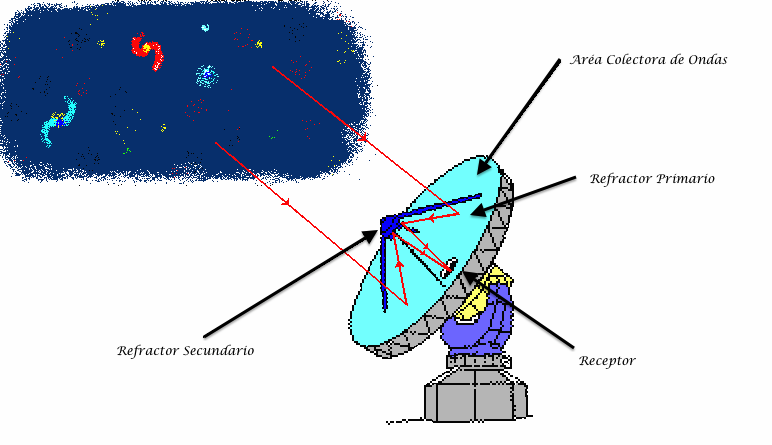 Aréa Colectora de Ondas
Refractor Primario
Refractor Secundario
Receptor